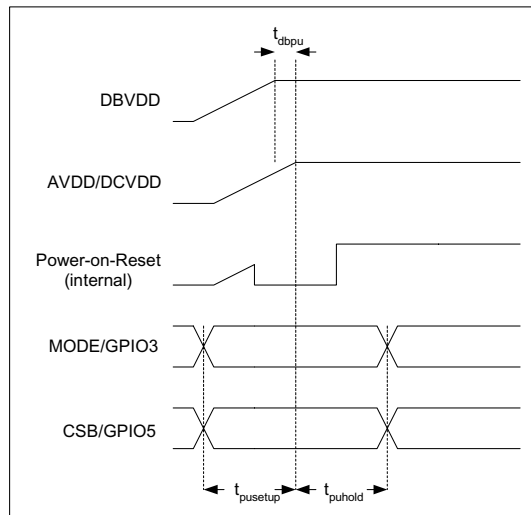 t_dbpu
DBVDD
AVDD/DCVDD
Power-on-Reset
(internal)
MODE/GPIO3
CSB/GPIO5
t_pusetup t_puhold